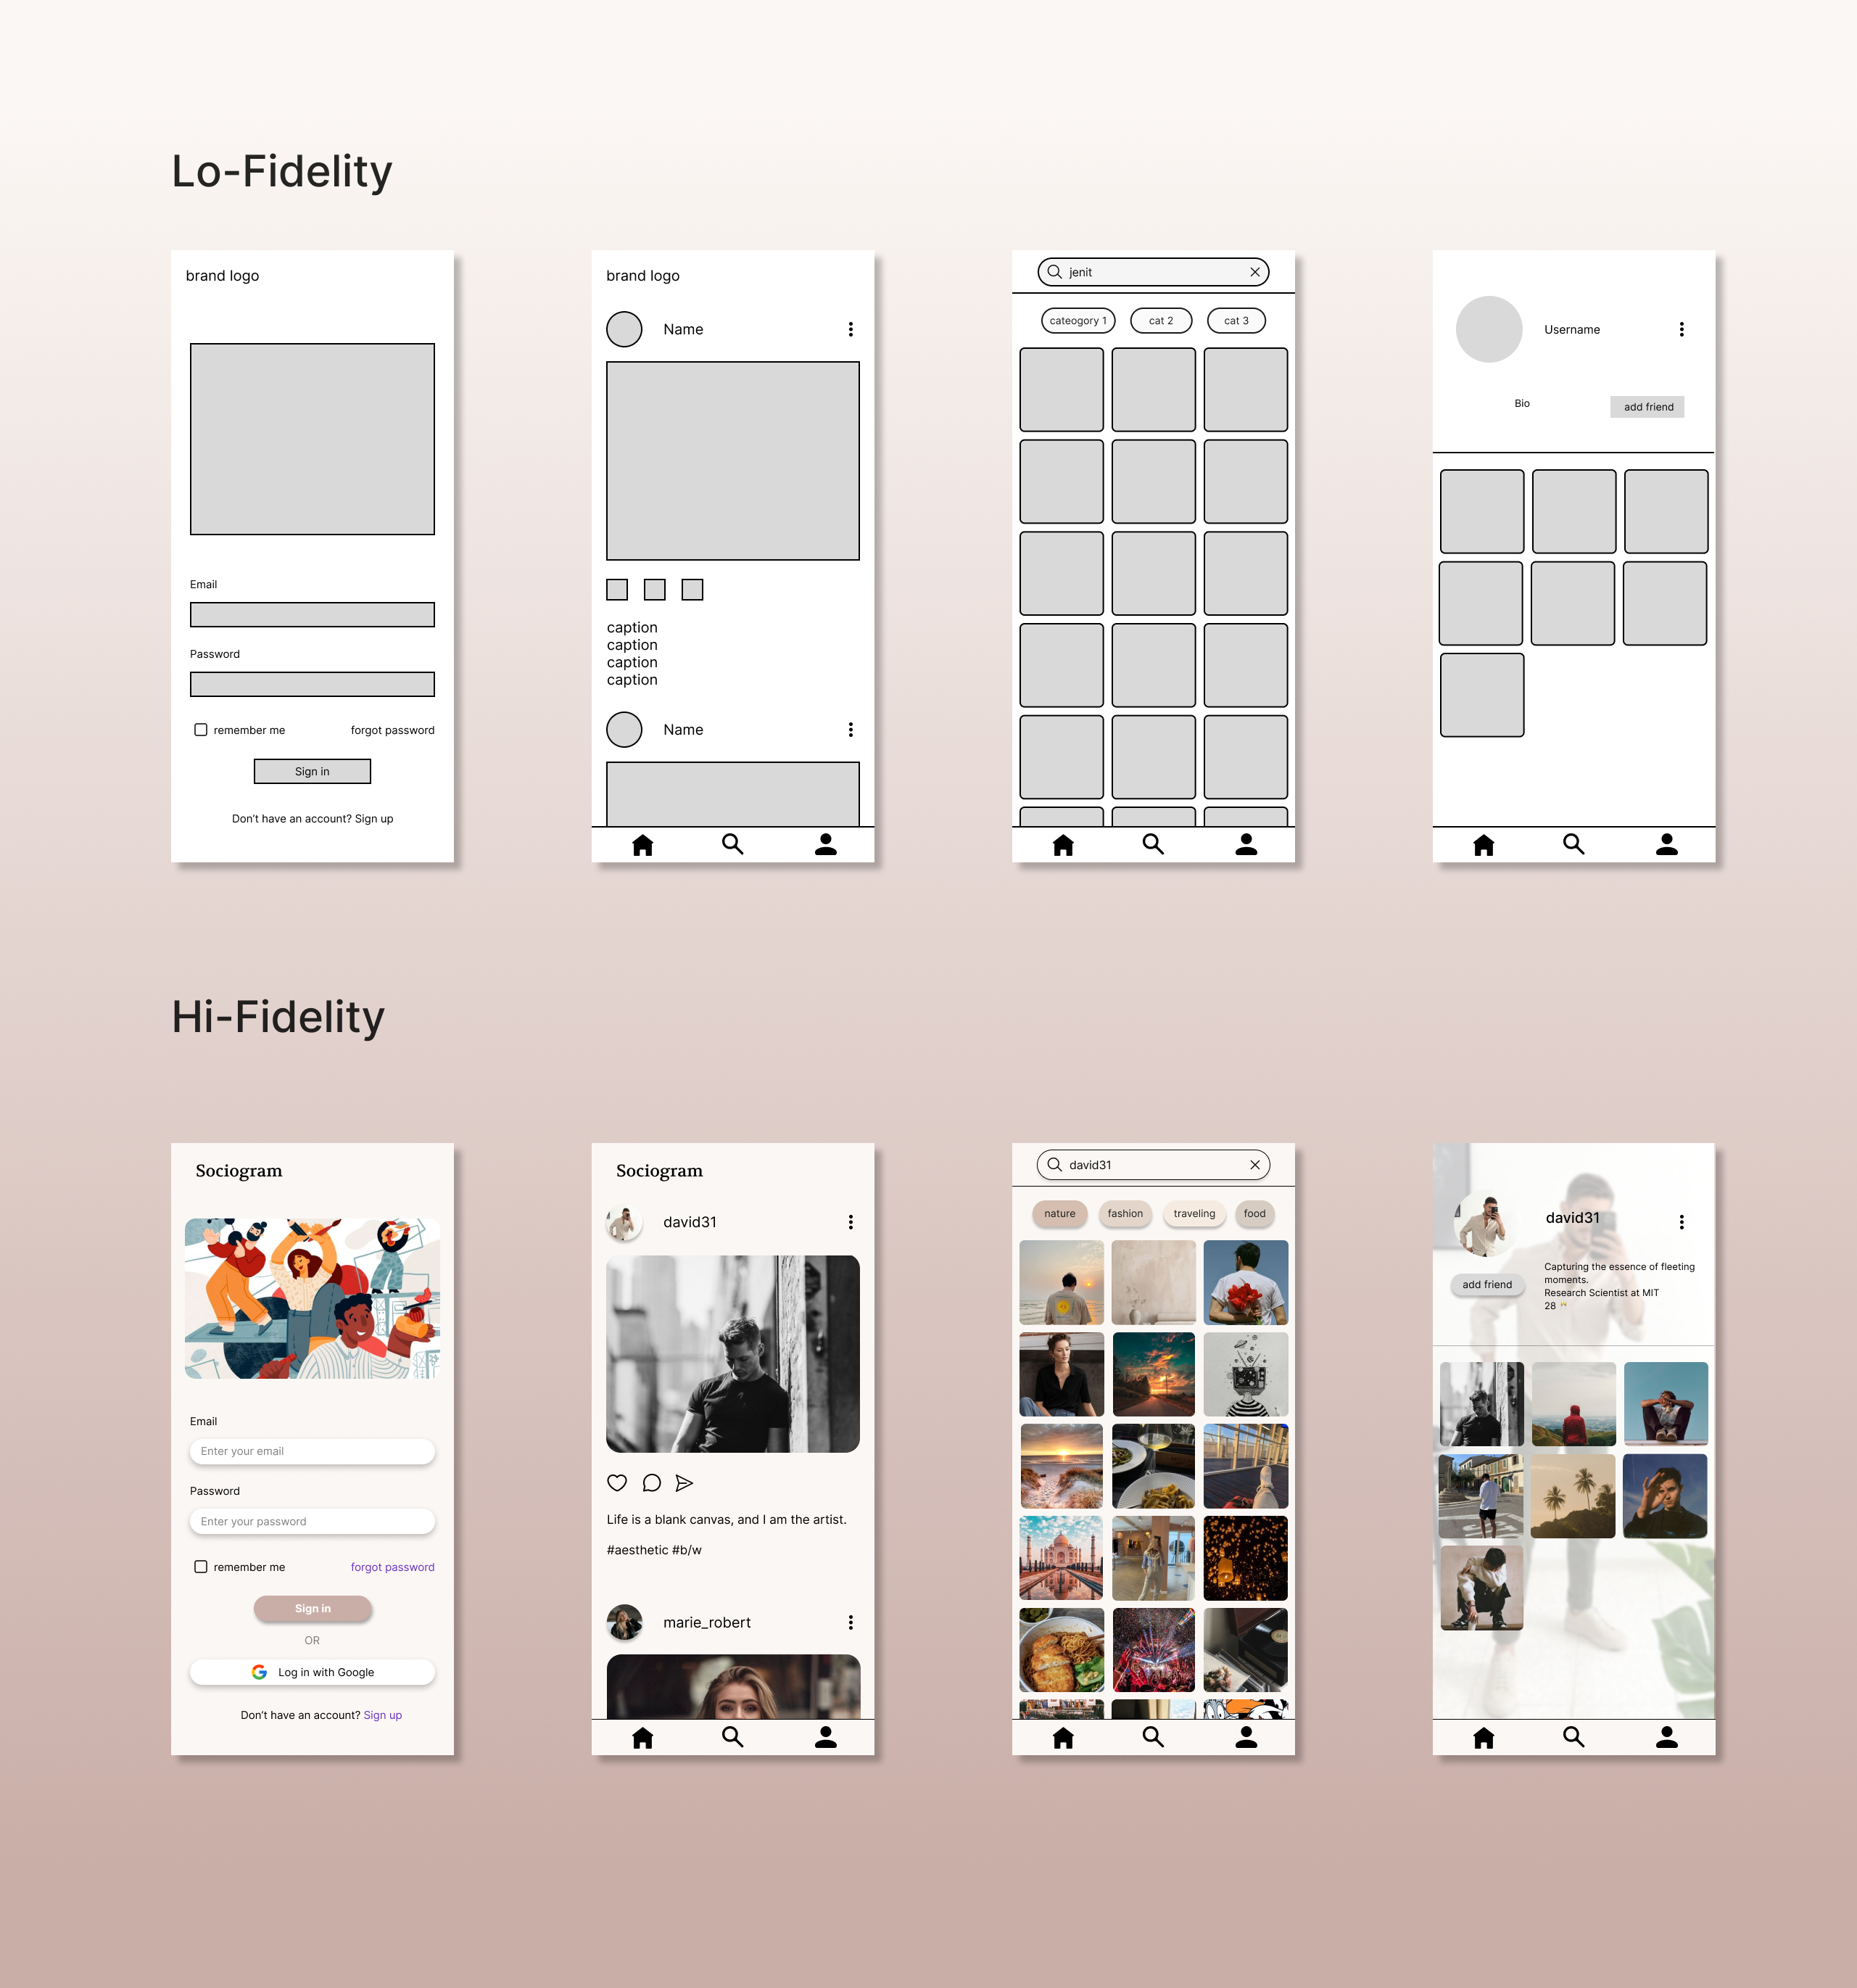 Lo-Fidelity
brand logo
Email
Password
remember me
forgot password
Sign in
Don't have an account? Sign up
brand logo
Name
caption
caption
caption
caption
Name
jenit
cateogory 1
cat 2
cat 3
Username
Bio
add friend
Hi-Fidelity
Sociogram
Email
Enter your email
Password
Enter your password
remember me
forgot password
Sign in
OR
Log in with Google
Don't have an account? Sign up
Sociogram
david31
Life is a blank canvas, and I am the artist.
#aesthetic #b/w
marie_robert
david31
nature
fashion
traveling
food
david31
add friend
Capturing the essence of fleeting
moments.
Research Scientist at MIT
28